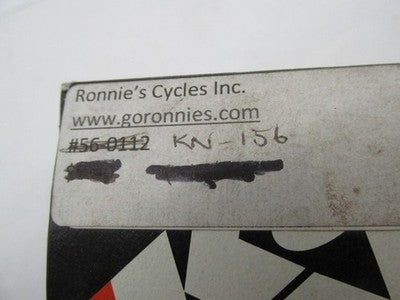 Ronnie's Cycles Inc.
www.goronnies.com
#56-0112 KN-156